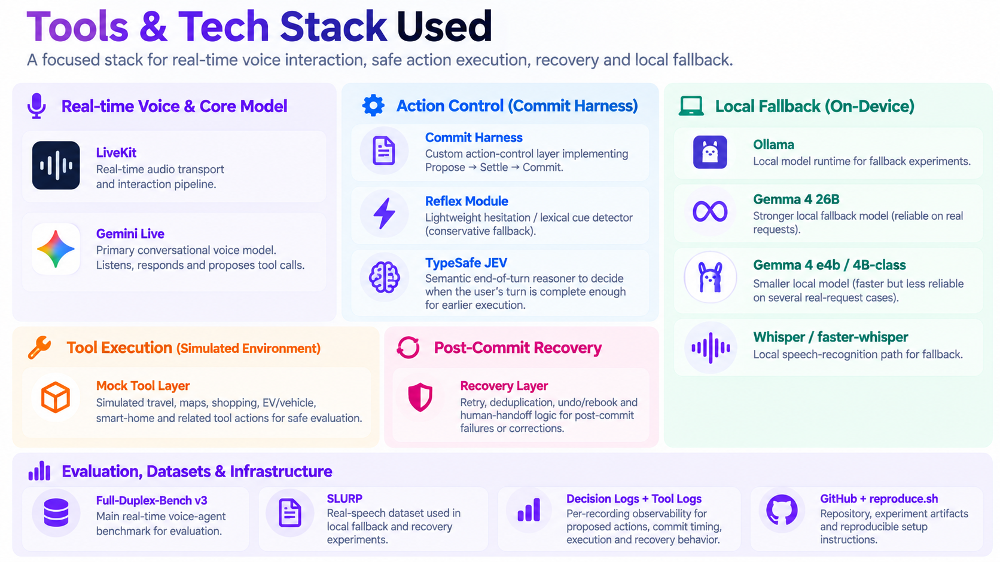 Tools & Tech Stack Used
A focused stack for real-time voice interaction, safe action execution, recovery and local fallback.
Real-time Voice & Core Model
LiveKit
Real-time audio transport
and interaction pipeline.
Gemini Live
Primary conversational voice model.
Listens, responds and proposes tool calls.
Action Control (Commit Harness)
Commit Harness
Custom action-control layer implementing
Propose → Settle → Commit.
Reflex Module
Lightweight hesitation / lexical cue detector
(conservative fallback).
TypeSafe JEV
Semantic end-of-turn reasoner to decide
when the user's turn is complete enough
for earlier execution.
Local Fallback (On-Device)
Ollama
Local model runtime for fallback experiments.
Gemma 4 26B
Stronger local fallback model (reliable on real
requests).
Gemma 4 e4b / 4B-class
Smaller local model (faster but less reliable
on several real-request cases).
Whisper / faster-whisper
Local speech-recognition path for fallback.
Tool Execution (Simulated Environment)
Mock Tool Layer
Simulated travel, maps, shopping, EV/vehicle,
smart-home and related tool actions for safe evaluation.
Post-Commit Recovery
Recovery Layer
Retry, deduplication, undo/rebook and
human-handoff logic for post-commit
failures or corrections.
Evaluation, Datasets & Infrastructure
Full-Duplex-Bench v3
Main real-time voice-agent
benchmark for evaluation.
SLURP
Real-speech dataset used in
local fallback and recovery
experiments.
Decision Logs + Tool Logs
Per-recording observability for
proposed actions, commit timing,
execution and recovery behavior.
GitHub + reproduce.sh
Repository, experiment artifacts
and reproducible setup
instructions.